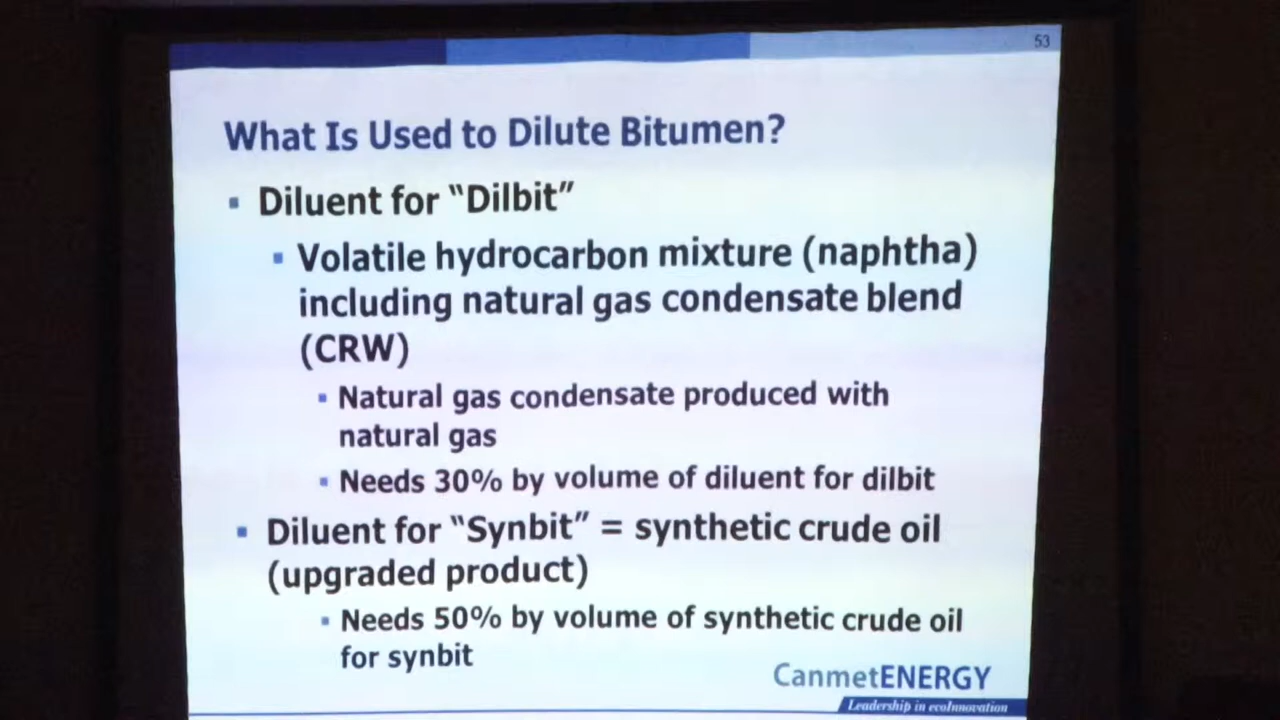 53
What Is Used to Dilute Bitumen?
▪ Diluent for “Dilbit”
▪ Volatile hydrocarbon mixture (naphtha)
including natural gas condensate blend
(CRW)
▪ Natural gas condensate produced with
natural gas
▪ Needs 30% by volume of diluent for dilbit
▪ Diluent for “Synbit” = synthetic crude oil
(upgraded product)
▪ Needs 50% by volume of synthetic crude oil
for synbit
CanmetENERGY
Leadership in ecoInnovation